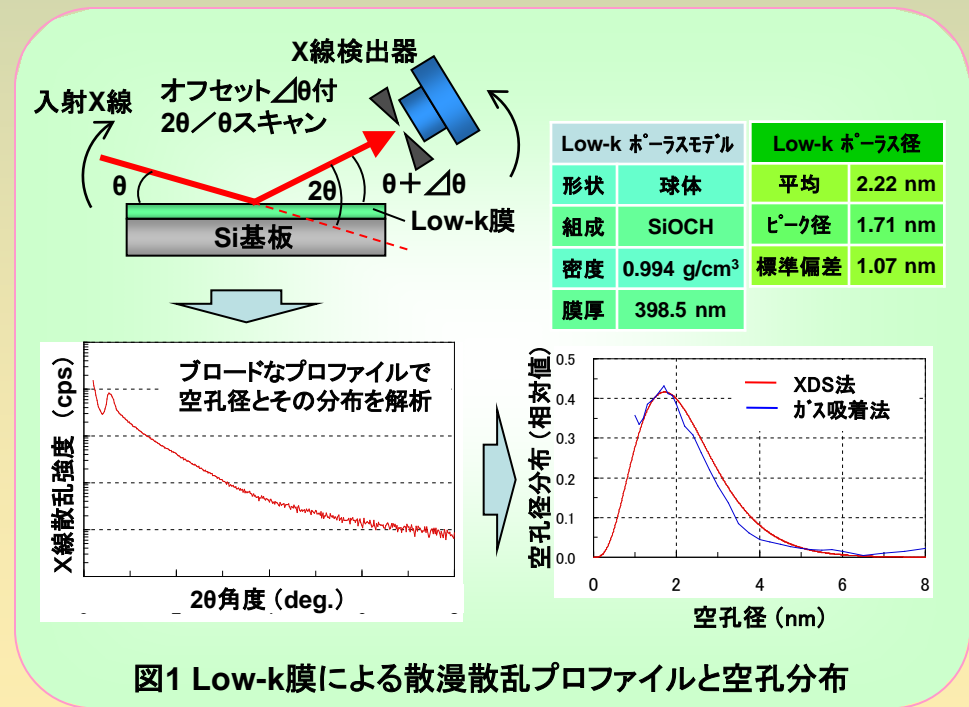 X線検出器
入射X線
オフセット⊿θ付
2θ／θスキャン
θ
2θ
θ＋⊿θ
Low-k膜
Si基板
Low-k ﾎﾟｰﾗｽﾓﾃﾞﾙ
形状 球体
組成 SiOCH
密度 0.994 g/cm³
膜厚 398.5 nm
Low-k ﾎﾟｰﾗｽ径
平均 2.22 nm
ﾋﾟｰｸ径 1.71 nm
標準偏差 1.07 nm
ブロードなプロファイルで
空孔径とその分布を解析
X線散乱強度 （cps）
2θ角度（deg.）
XDS法
ｶﾞｽ吸着法
空孔径分布（相対値）
0.5
0.4
0.3
0.2
0.1
0.0
0 2 4 6 8
空孔径（nm）
図1 Low-k膜による散漫散乱プロファイルと空孔分布